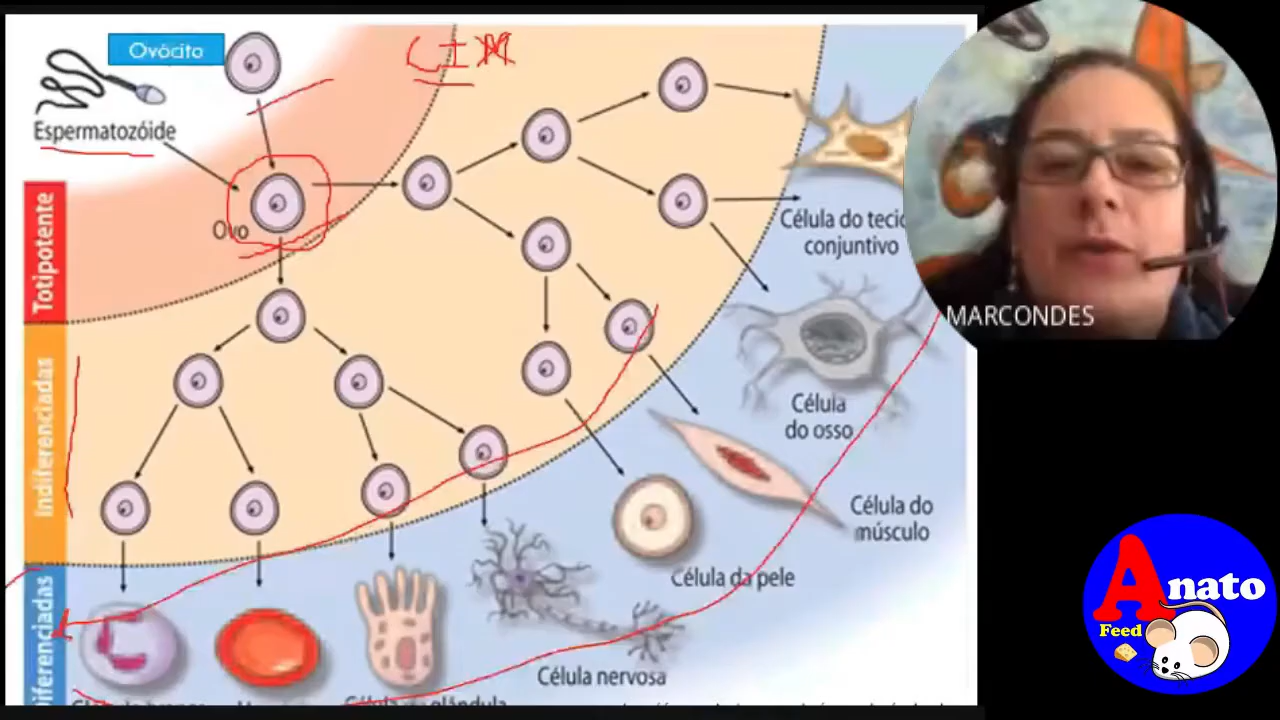 Ovócito
CIM
Espermatozóide
Ovo
Totipotente
Indiferenciadas
Diferenciadas
Célula do
conjuntivo
Célula
do osso
Célula do
músculo
Célula da pele
Célula nervosa
MARCONDES
Anato
Feed